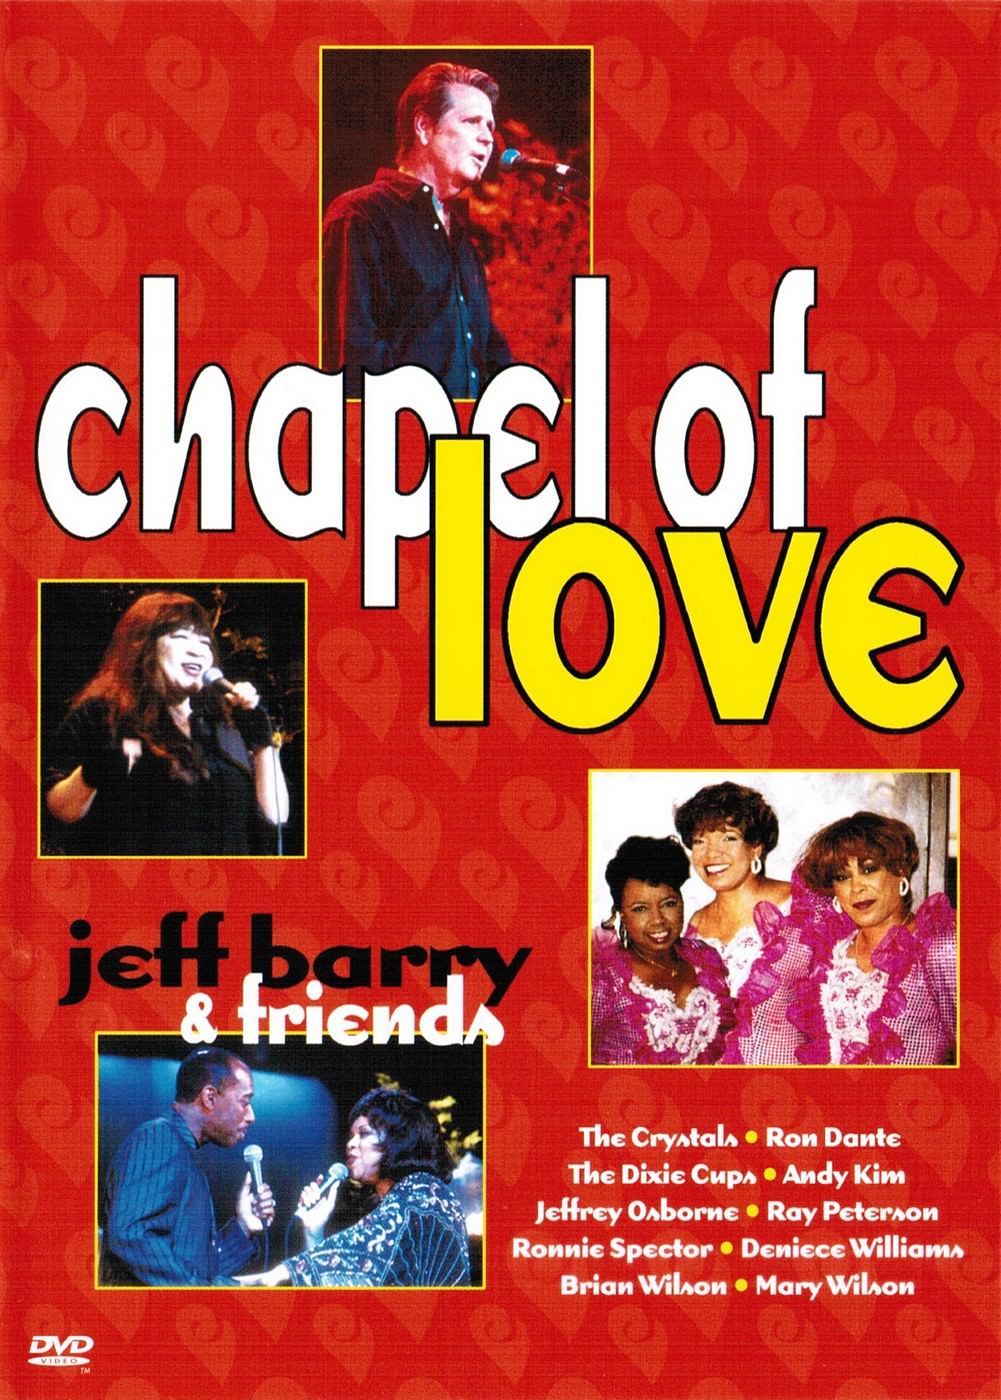 chapel of
love
jeff barry
& friends
The Crystals • Ron Dante
The Dixie Cups • Andy Kim
Jeffrey Osborne • Ray Peterson
Ronnie Spector • Deniece Williams
Brian Wilson • Mary Wilson
DVD
VIDEO
TM